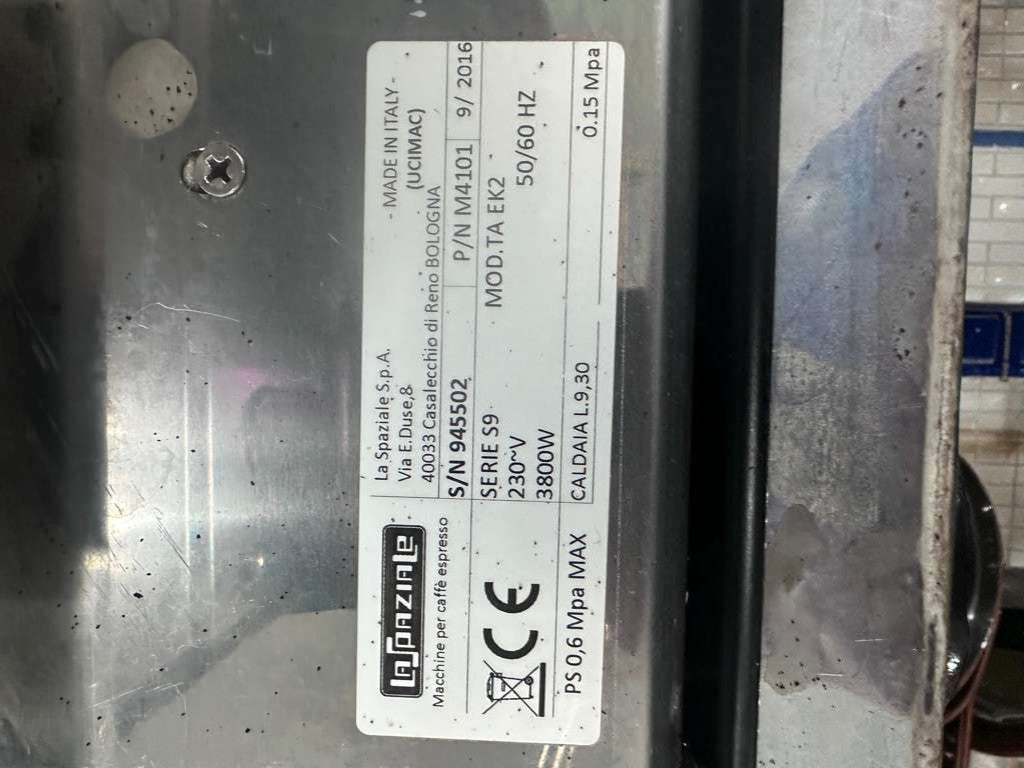 La Spaziale
Macchine per caffè espresso
La Spaziale S.p.A.
- MADE IN ITALY -
Via E.Duse,8
(UCIMAC)
40033 Casalecchio di Reno BOLOGNA
S/N 945502
P/N M4101
9/ 2016
SERIE S9
MOD.TA EK2
230~V
50/60 HZ
3800W
CE
PS 0,6 Mpa MAX
CALDAIA L.9,30
0.15 Mpa